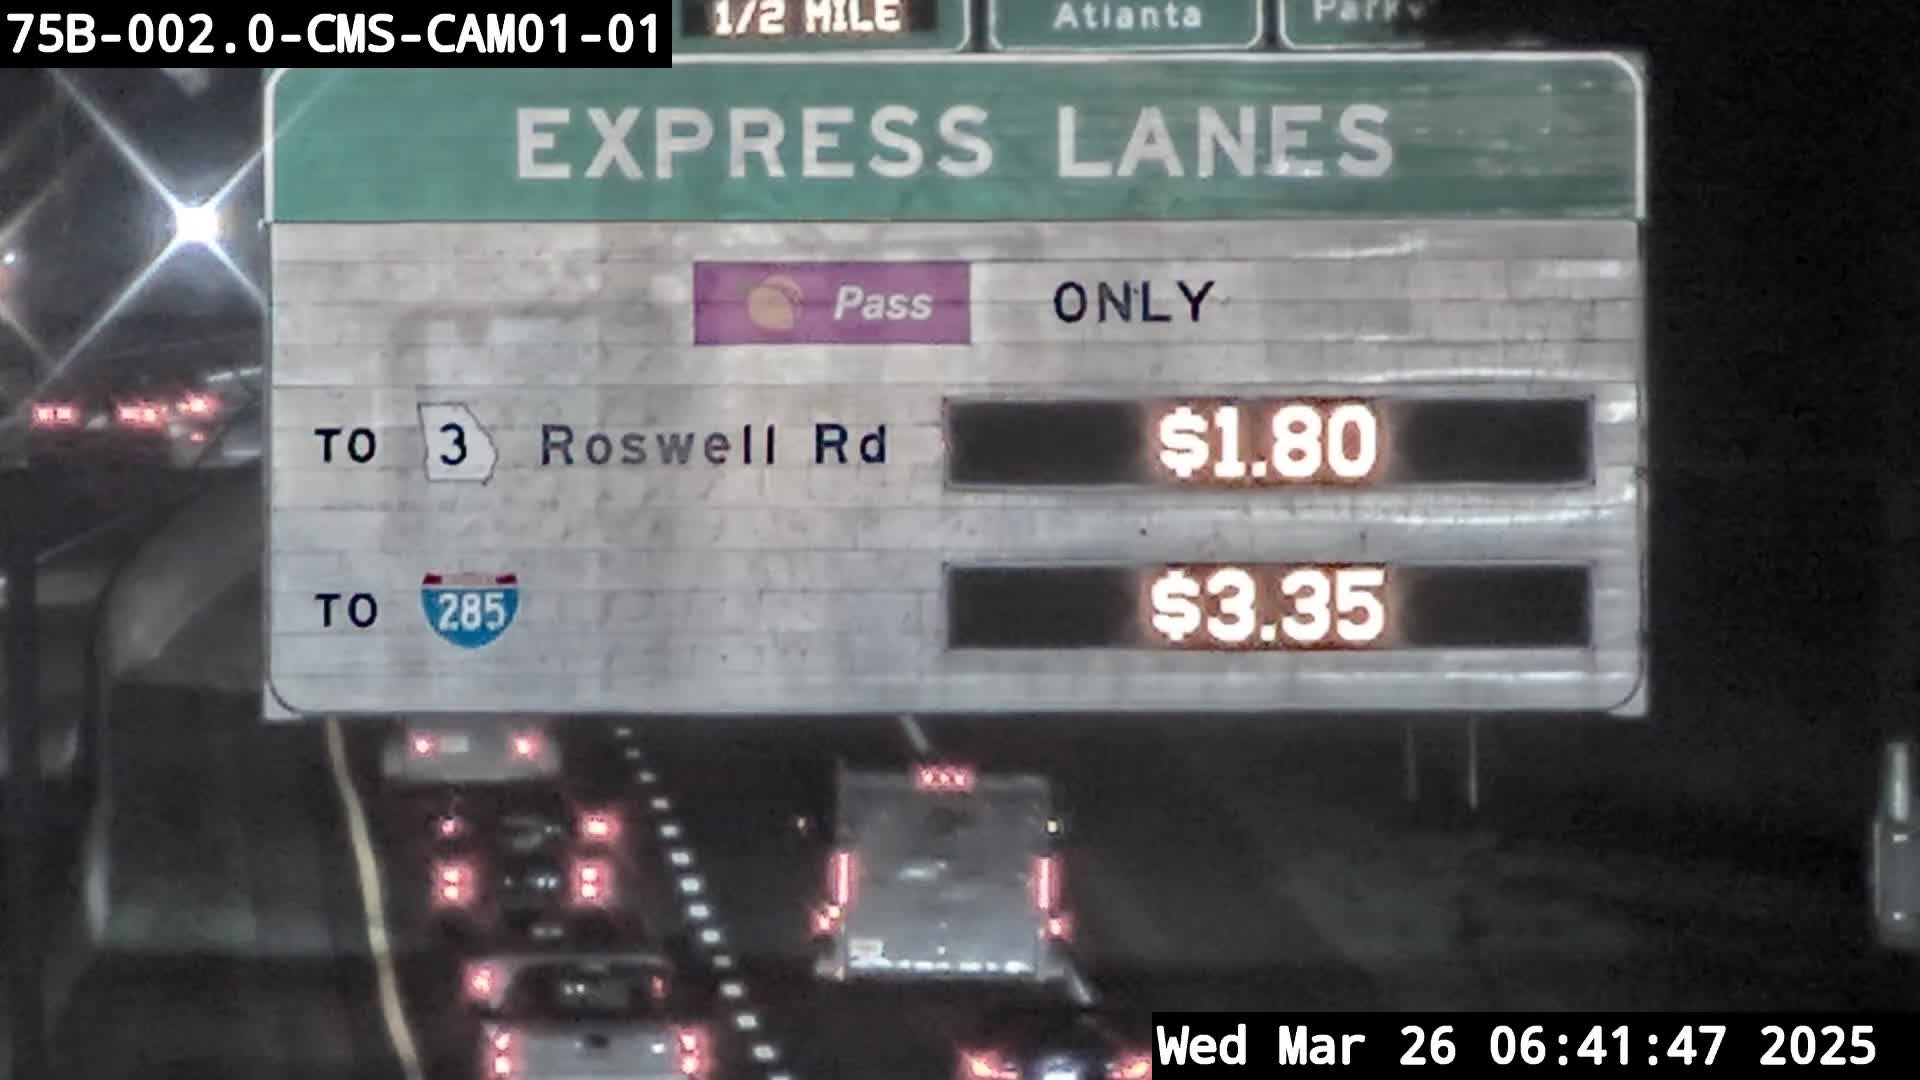 75B-002.0-CMS-CAM01-01
1/2 MILE
Atlanta
EXPRESS LANES
Pass ONLY
TO 3 Roswell Rd $1.80
TO 285 $3.35
Wed Mar 26 06:41:47 2025